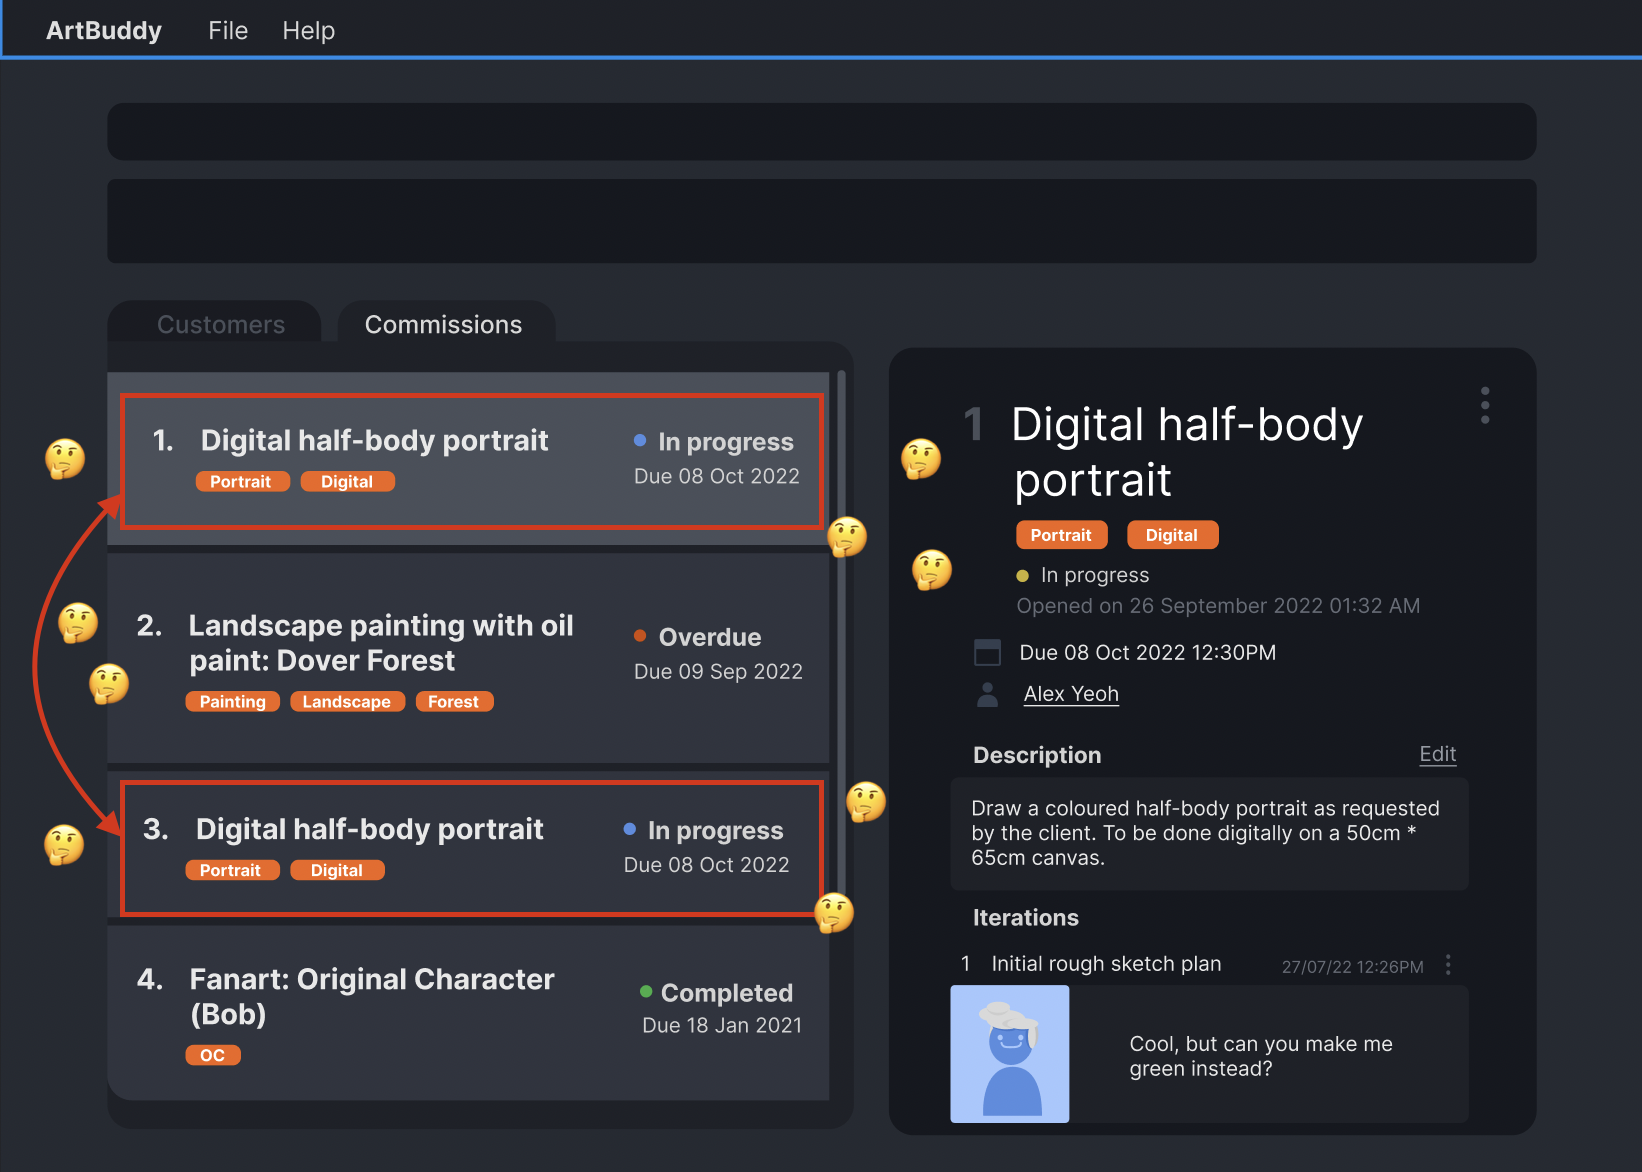 ArtBuddy File Help
Customers Commissions
1. Digital half-body portrait
In progress
Portrait Digital
Due 08 Oct 2022
2. Landscape painting with oil
paint: Dover Forest
Overdue
Due 09 Sep 2022
Painting Landscape Forest
3. Digital half-body portrait
In progress
Portrait Digital
Due 08 Oct 2022
4. Fanart: Original Character
(Bob)
Completed
Due 18 Jan 2021
OC
1 Digital half-body
portrait
Portrait Digital
In progress
Opened on 26 September 2022 01:32 AM
Due 08 Oct 2022 12:30PM
Alex Yeoh
Description Edit
Draw a coloured half-body portrait as requested
by the client. To be done digitally on a 50cm *
65cm canvas.
Iterations
1 Initial rough sketch plan 27/07/22 12:26PM
Cool, but can you make me
green instead?